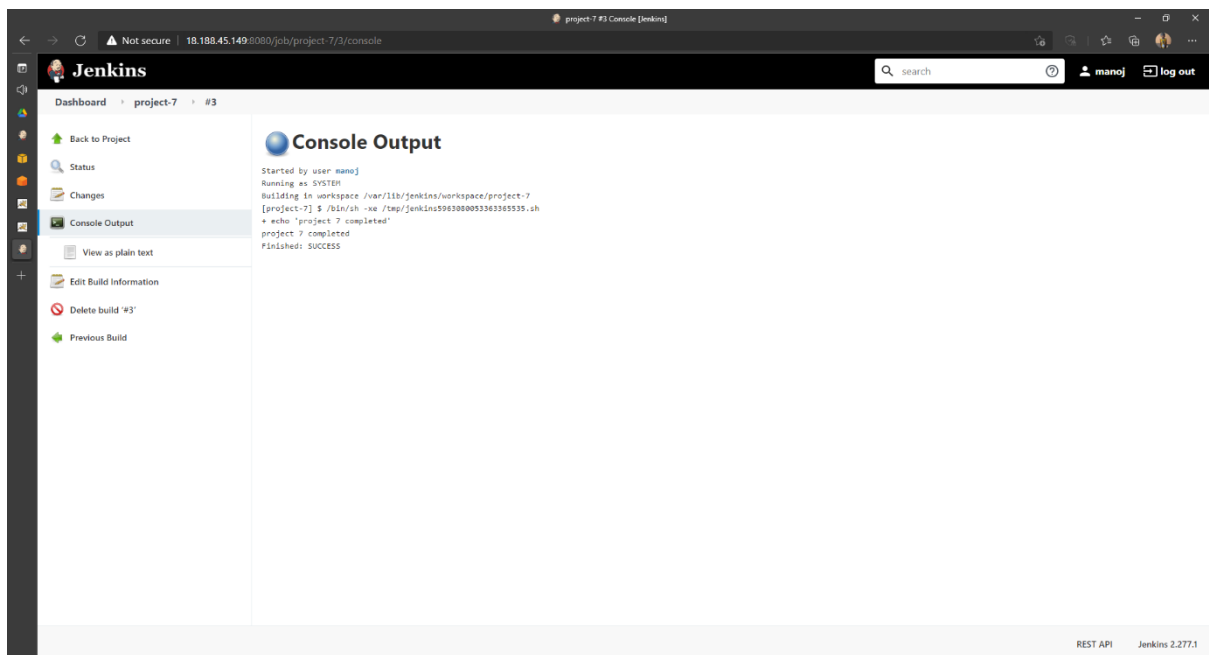 project-7 #3 Console [Jenkins]
Not secure | 18.188.45.149:8080/job/project-7/3/console
Jenkins
search
manoj
log out
Dashboard
project-7
#3
Back to Project
Status
Changes
Console Output
View as plain text
Edit Build Information
Delete build '#3'
Previous Build
Console Output
Started by user manoj
Running as SYSTEM
Building in workspace /var/lib/jenkins/workspace/project-7
[project-7] $ /bin/sh -xe /tmp/jenkins5963080053363365535.sh
+ echo 'project 7 completed'
project 7 completed
Finished: SUCCESS
REST API
Jenkins 2.277.1